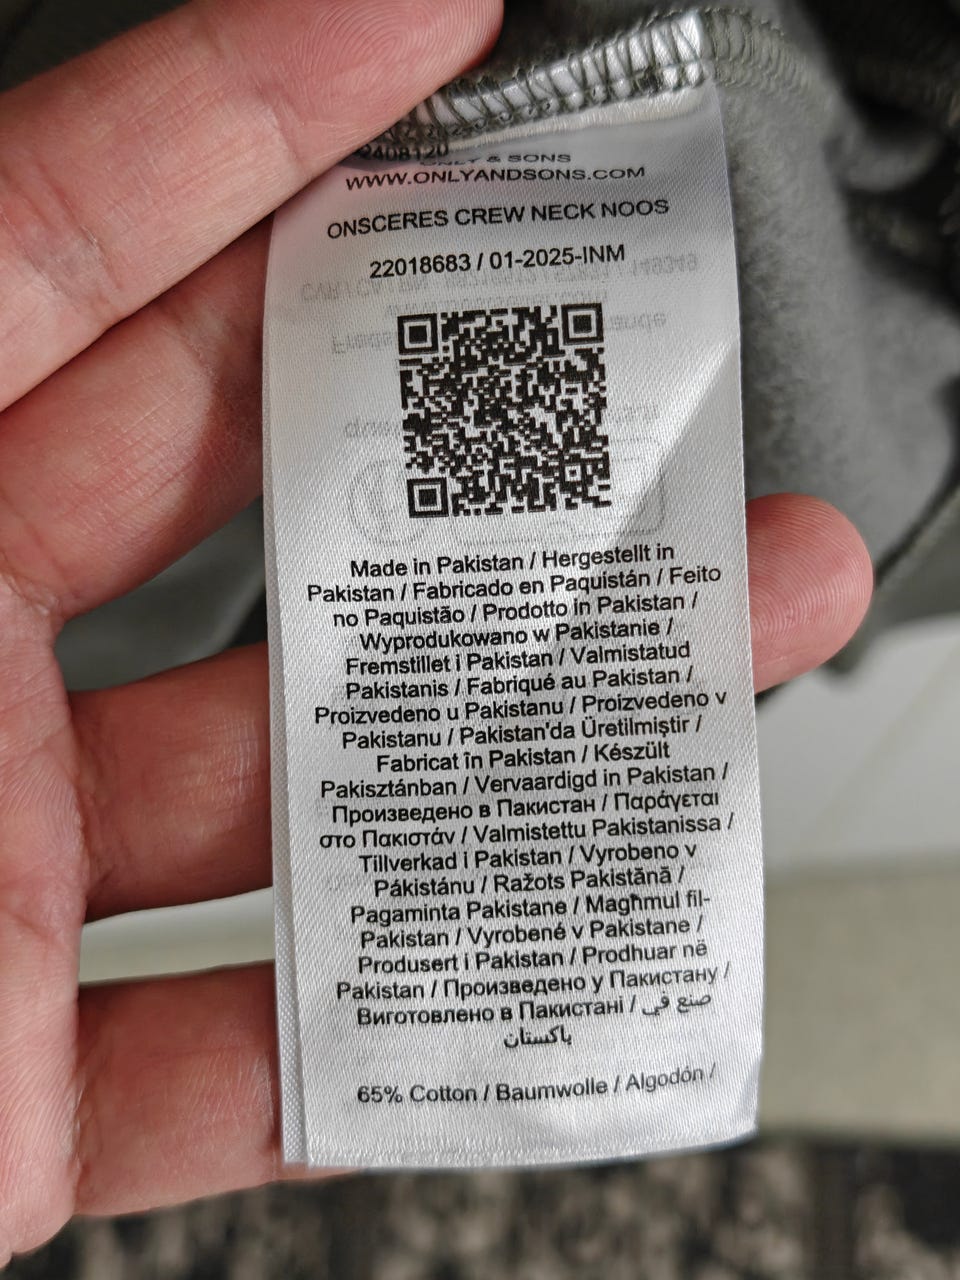 2408120
ONLY & SONS
WWW.ONLYANDSONS.COM
ONSCERES CREW NECK NOOS
22018683 / 01-2025-INM
Made in Pakistan / Hergestellt in
Pakistan / Fabricado en Paquistán / Feito
no Paquistão / Prodotto in Pakistan /
Wyprodukowano w Pakistanie /
Fremstillet i Pakistan / Valmistatud
Pakistanis / Fabriqué au Pakistan /
Proizvedeno u Pakistanu / Proizvedeno v
Pakistanu / Pakistan'da Üretilmiştir /
Fabricat în Pakistan / Készült
Pakisztánban / Vervaardigd in Pakistan /
Произведено в Пакистан / Παράγεται
στο Πακιστάν / Valmistettu Pakistanissa /
Tillverkad i Pakistan / Vyrobeno v
Pákistánu / Ražots Pakistānā /
Pagaminta Pakistane / Magħmul fil-
Pakistan / Vyrobené v Pakistane /
Produsert i Pakistan / Prodhuar në
Pakistan / Произведено у Пакистану /
Виготовлено в Пакистані / صنع في
باكستان
65% Cotton / Baumwolle / Algodón /